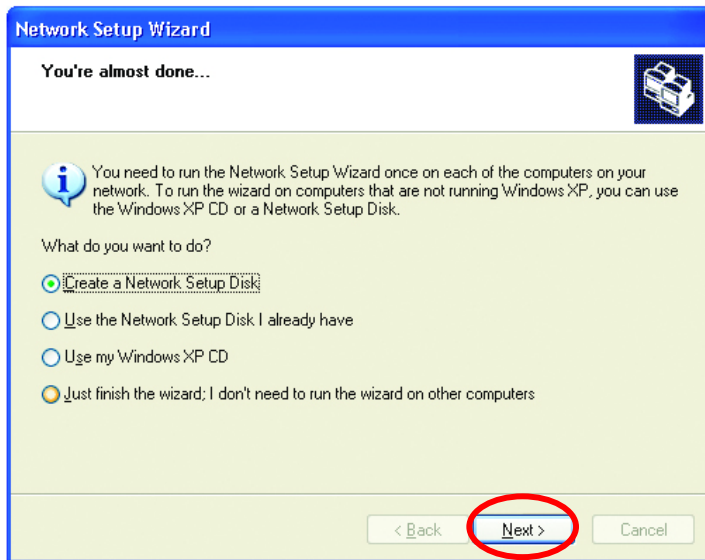 Network Setup Wizard
You're almost done...
You need to run the Network Setup Wizard once on each of the computers on your
network. To run the wizard on computers that are not running Windows XP, you can use
the Windows XP CD or a Network Setup Disk.
What do you want to do?
Create a Network Setup Disk
Use the Network Setup Disk I already have
Use my Windows XP CD
Just finish the wizard; I don't need to run the wizard on other computers
< Back Next > Cancel